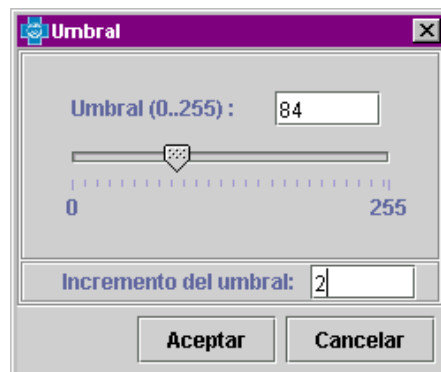 Umbral
Umbral (0..255) : 84
0 255
Incremento del umbral: 2
Aceptar Cancelar